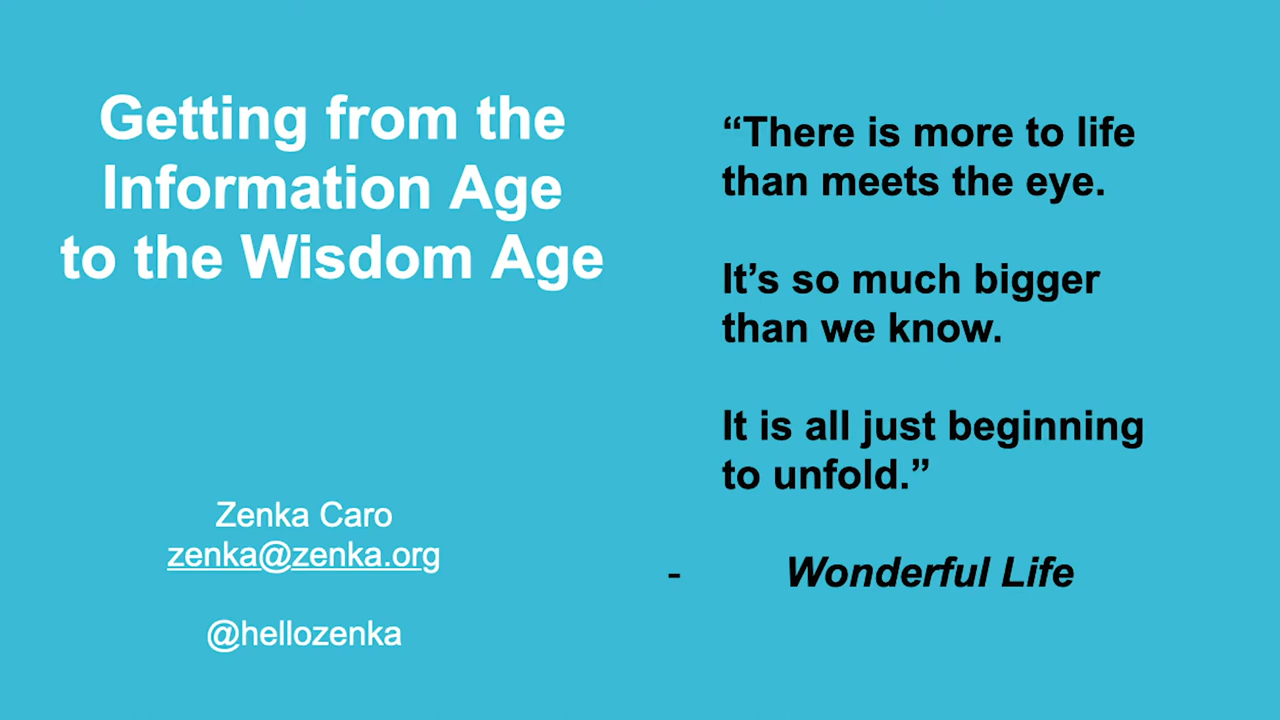 Getting from the
Information Age
to the Wisdom Age
Zenka Caro
zenka@zenka.org
@hellozenka
“There is more to life
than meets the eye.
It’s so much bigger
than we know.
It is all just beginning
to unfold.”
- Wonderful Life